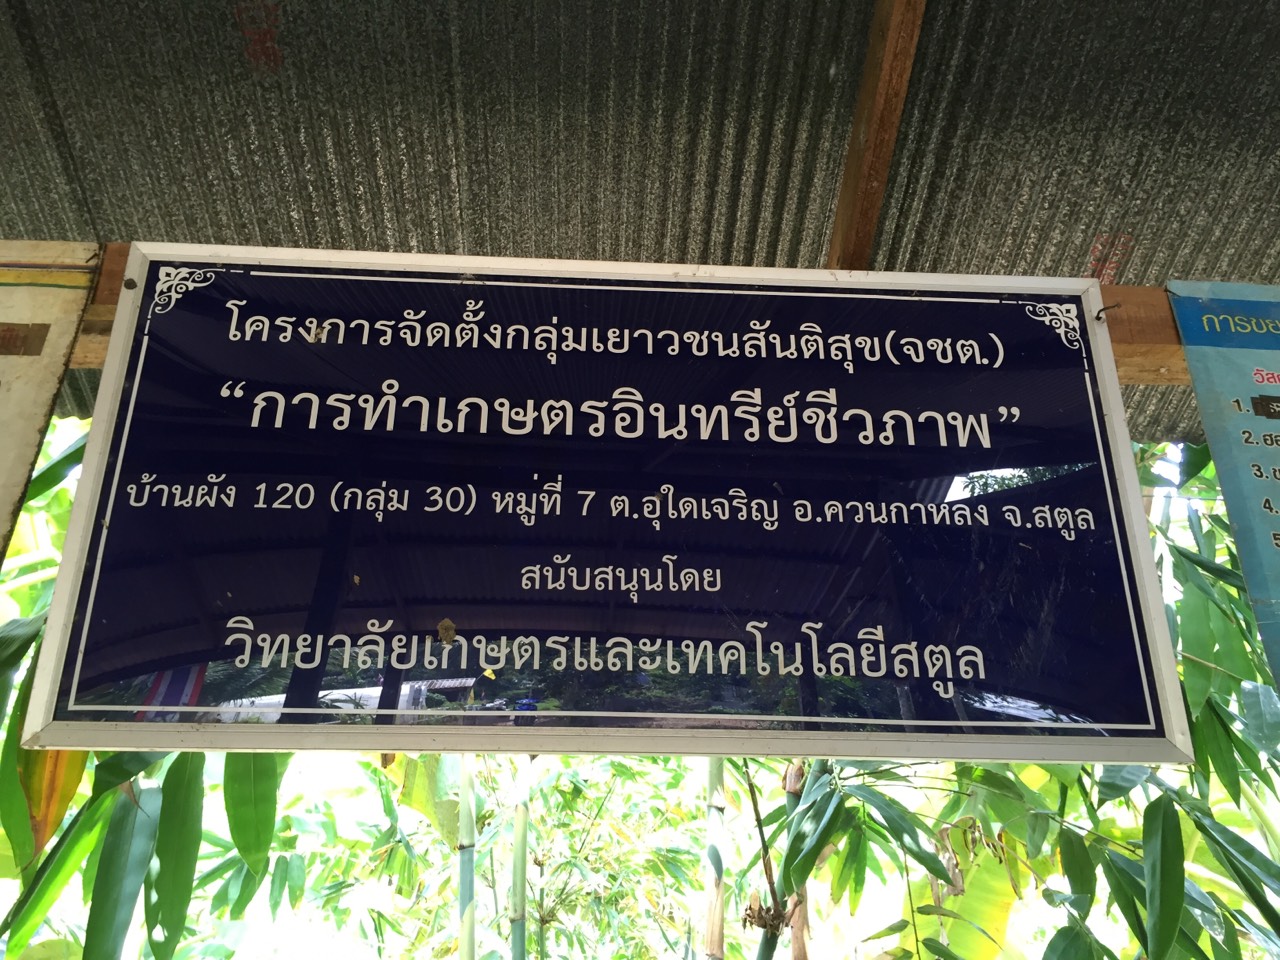 โครงการจัดตั้งกลุ่มเยาวชนสันติสุข(จชต.)
“การทำเกษตรอินทรีย์ชีวภาพ”
บ้านผัง 120 (กลุ่ม 30) หมู่ที่ 7 ต.อุใดเจริญ อ.ควนกาหลง จ.สตูล
สนับสนุนโดย
วิทยาลัยเกษตรและเทคโนโลยีสตูล
1.
2.
3.
4.